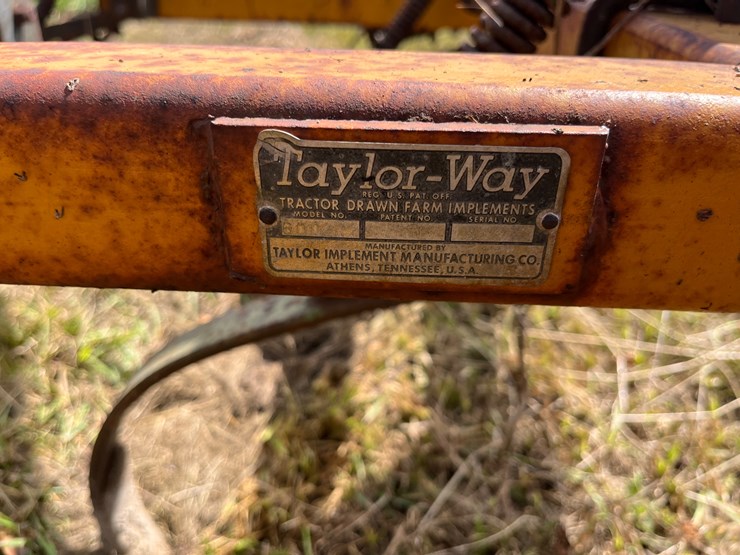 Taylor-Way
REG. U.S. PAT. OFF.
TRACTOR DRAWN FARM IMPLEMENTS
MODEL NO. PATENT NO. SERIAL NO.
MANUFACTURED BY
TAYLOR IMPLEMENT MANUFACTURING CO.
ATHENS, TENNESSEE, U.S.A.